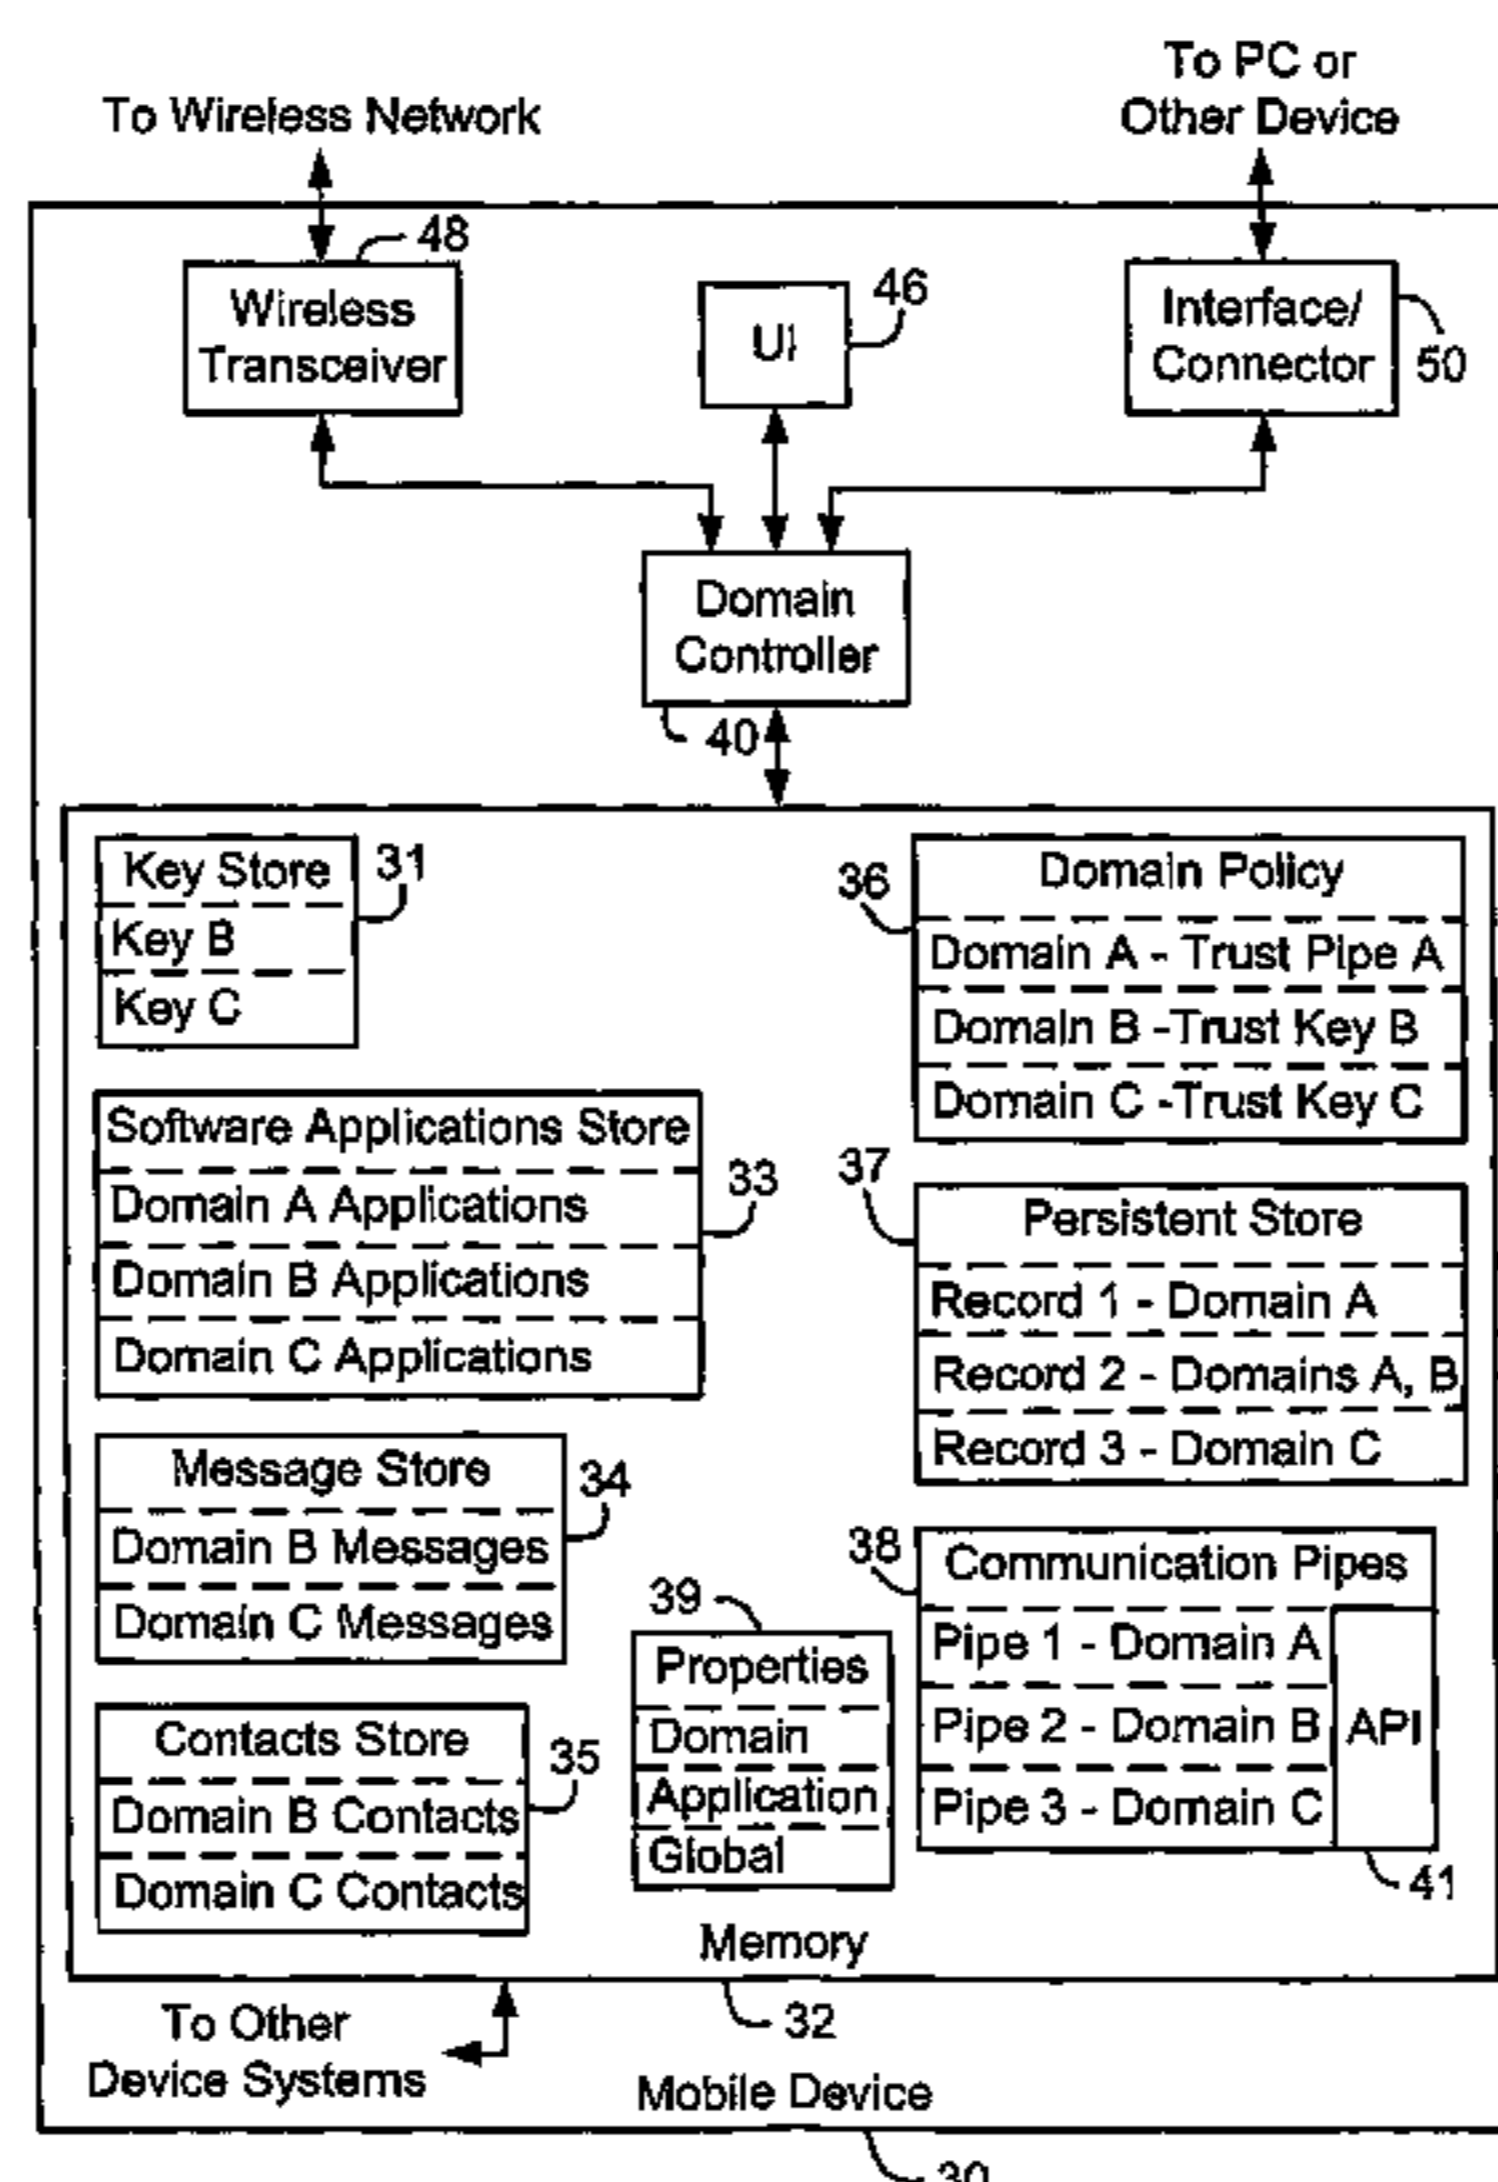 To Wireless Network
To PC or
Other Device
48
Wireless
Transceiver
46
UI
Interface/
Connector
50
Domain
Controller
40
Key Store
Key B
Key C
31
36
Domain Policy
Domain A - Trust Pipe A
Domain B -Trust Key B
Domain C -Trust Key C
Software Applications Store
Domain A Applications
Domain B Applications
Domain C Applications
33
37
Persistent Store
Record 1 - Domain A
Record 2 - Domains A, B
Record 3 - Domain C
Message Store
Domain B Messages
Domain C Messages
34
38
Communication Pipes
Pipe 1 - Domain A
Pipe 2 - Domain B
Pipe 3 - Domain C
API
41
39
Properties
Domain
Application
Global
Contacts Store
Domain B Contacts
Domain C Contacts
35
Memory
32
To Other
Device Systems
Mobile Device
30